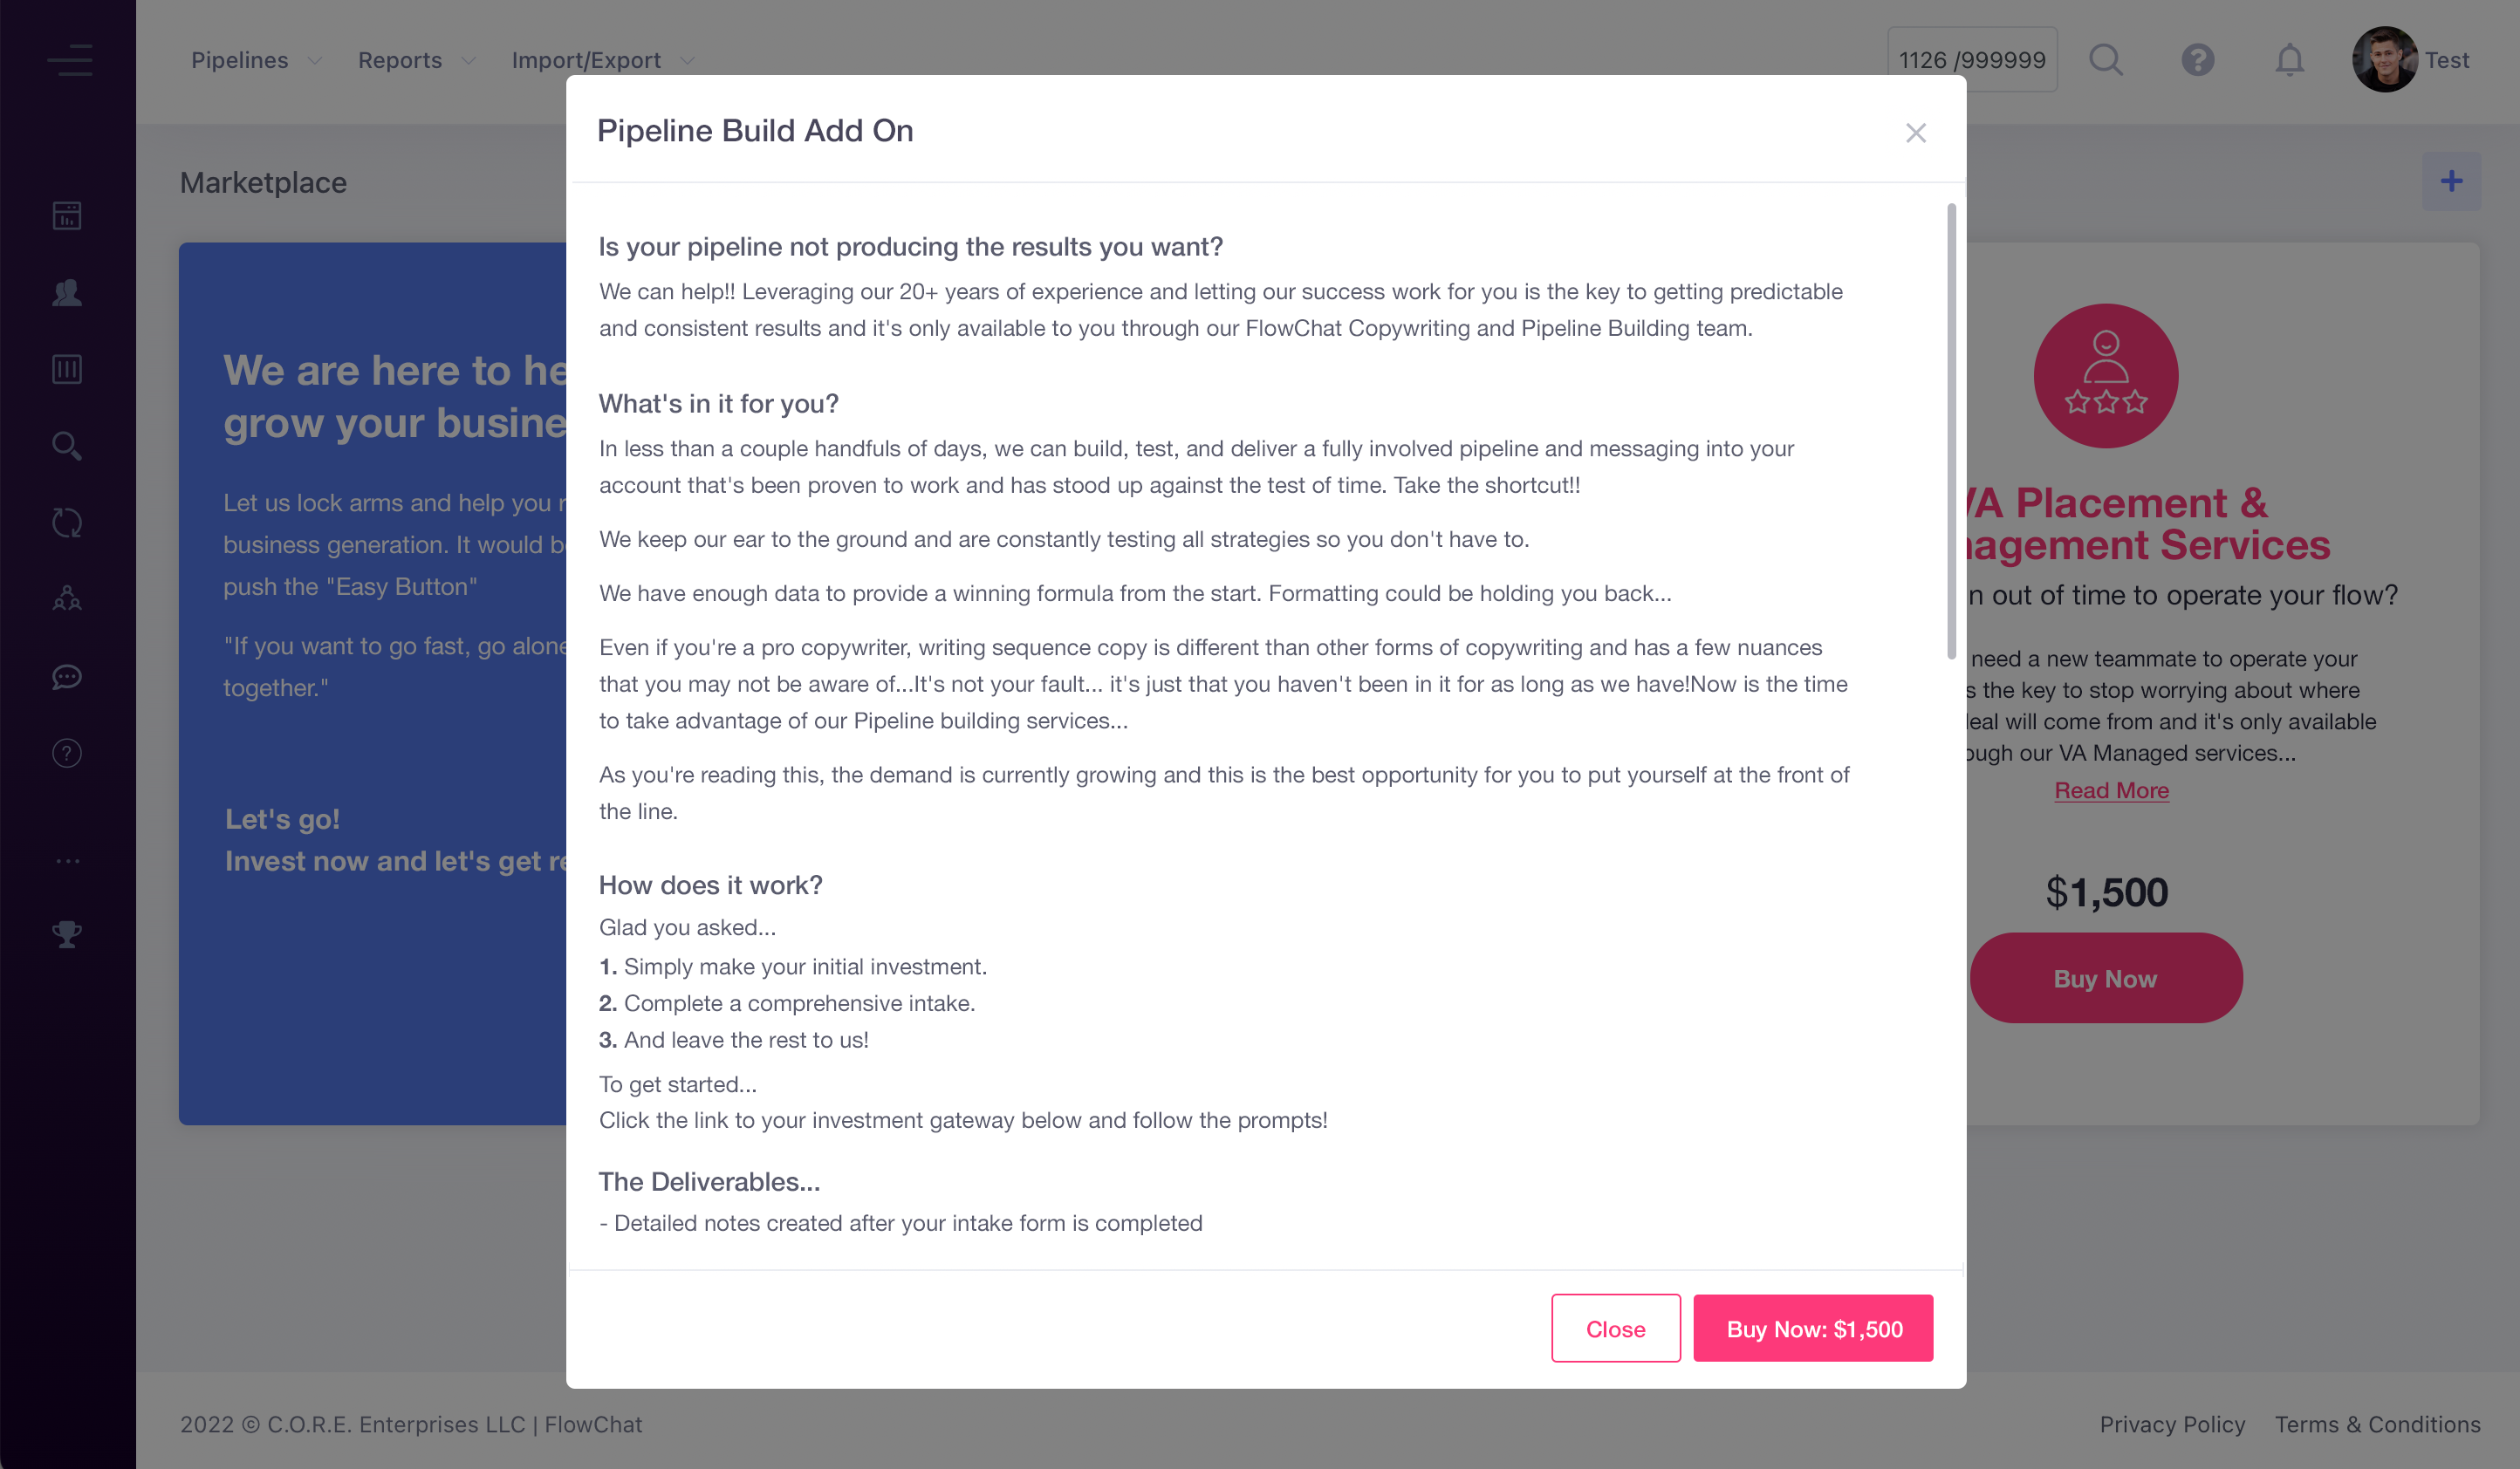 Pipelines
Reports
Import/Export
1126 /999999
Test
Pipeline Build Add On
Marketplace
We are here to he
grow your busine
Let us lock arms and help you r
business generation. It would b
push the "Easy Button"
"If you want to go fast, go alone
together."
Let's go!
Invest now and let's get re
Is your pipeline not producing the results you want?
We can help!! Leveraging our 20+ years of experience and letting our success work for you is the key to getting predictable
and consistent results and it's only available to you through our FlowChat Copywriting and Pipeline Building team.
What's in it for you?
In less than a couple handfuls of days, we can build, test, and deliver a fully involved pipeline and messaging into your
account that's been proven to work and has stood up against the test of time. Take the shortcut!!
We keep our ear to the ground and are constantly testing all strategies so you don't have to.
We have enough data to provide a winning formula from the start. Formatting could be holding you back...
Even if you're a pro copywriter, writing sequence copy is different than other forms of copywriting and has a few nuances
that you may not be aware of...It's not your fault... it's just that you haven't been in it for as long as we have!Now is the time
to take advantage of our Pipeline building services...
As you're reading this, the demand is currently growing and this is the best opportunity for you to put yourself at the front of
the line.
How does it work?
Glad you asked...
1. Simply make your initial investment.
2. Complete a comprehensive intake.
3. And leave the rest to us!
To get started...
Click the link to your investment gateway below and follow the prompts!
The Deliverables...
- Detailed notes created after your intake form is completed
Close
Buy Now: $1,500
VA Placement &
nagement Services
n out of time to operate your flow?
need a new teammate to operate your
s the key to stop worrying about where
eal will come from and it's only available
ough our VA Managed services...
Read More
$1,500
Buy Now
2022 © C.O.R.E. Enterprises LLC | FlowChat
Privacy Policy
Terms & Conditions